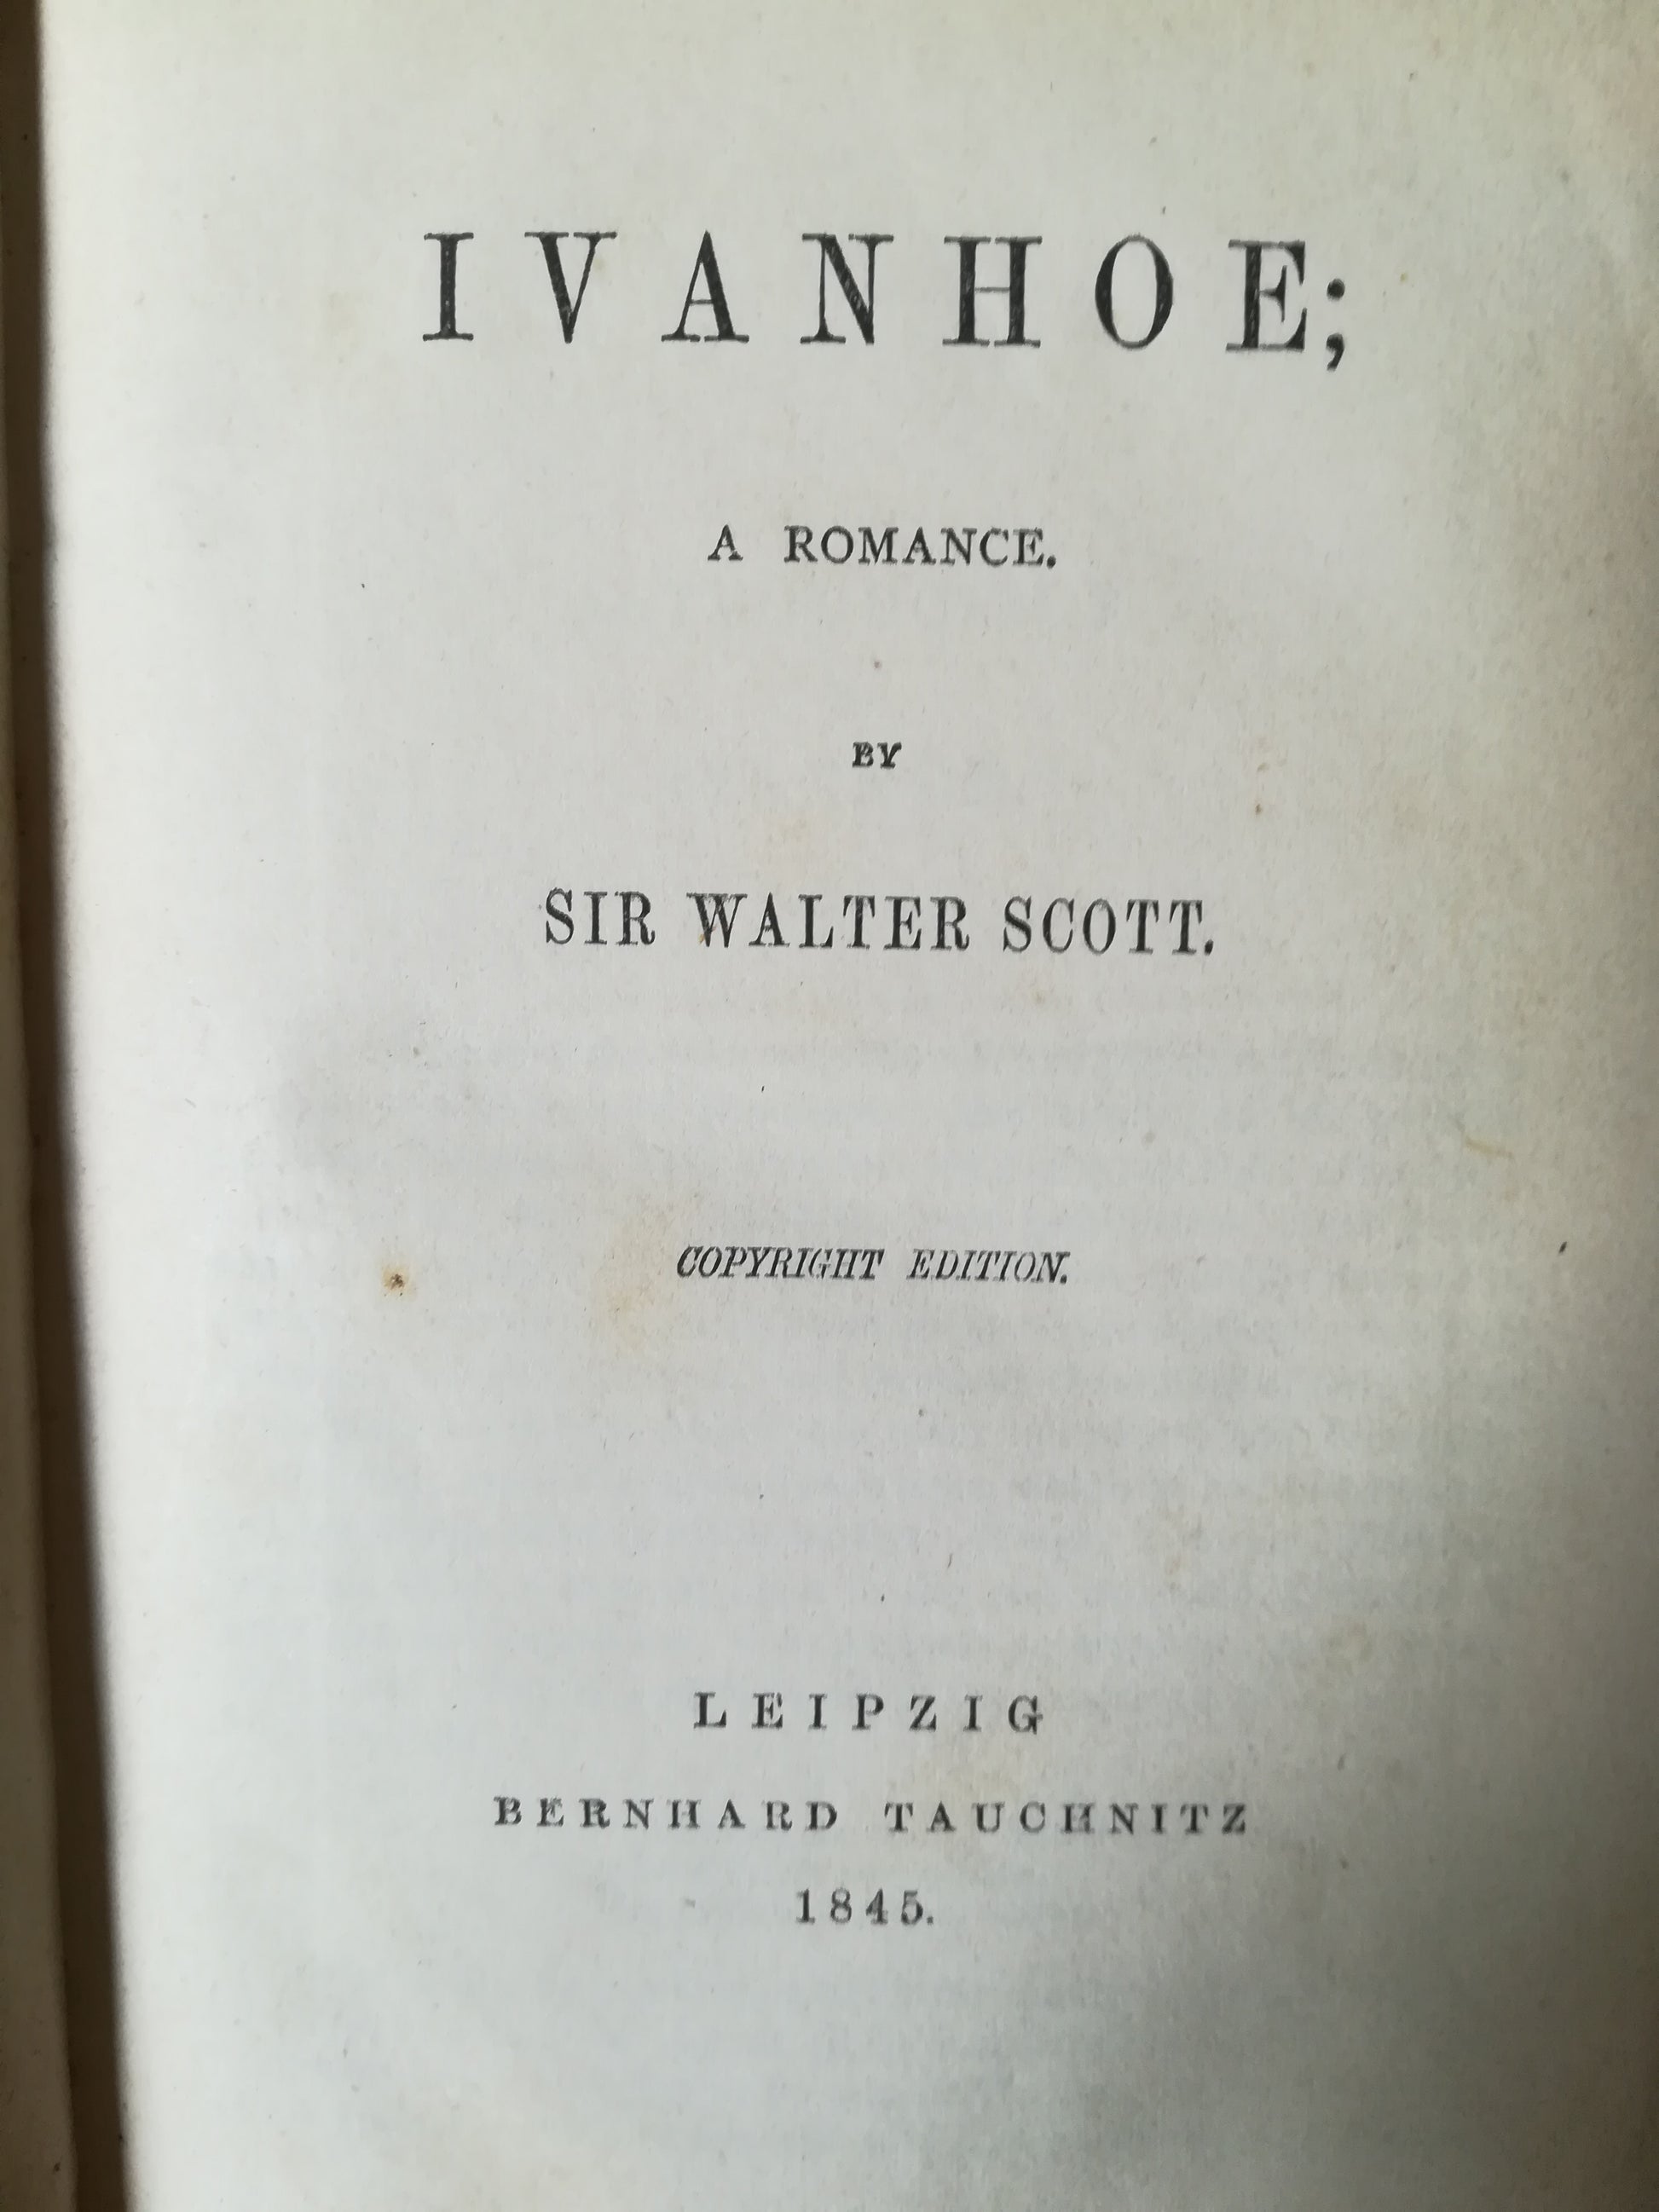 IVANHOE;
A ROMANCE.
BY
SIR WALTER SCOTT.
COPYRIGHT EDITION.
LEIPZIG
BERNHARD TAUCHNITZ
1845.